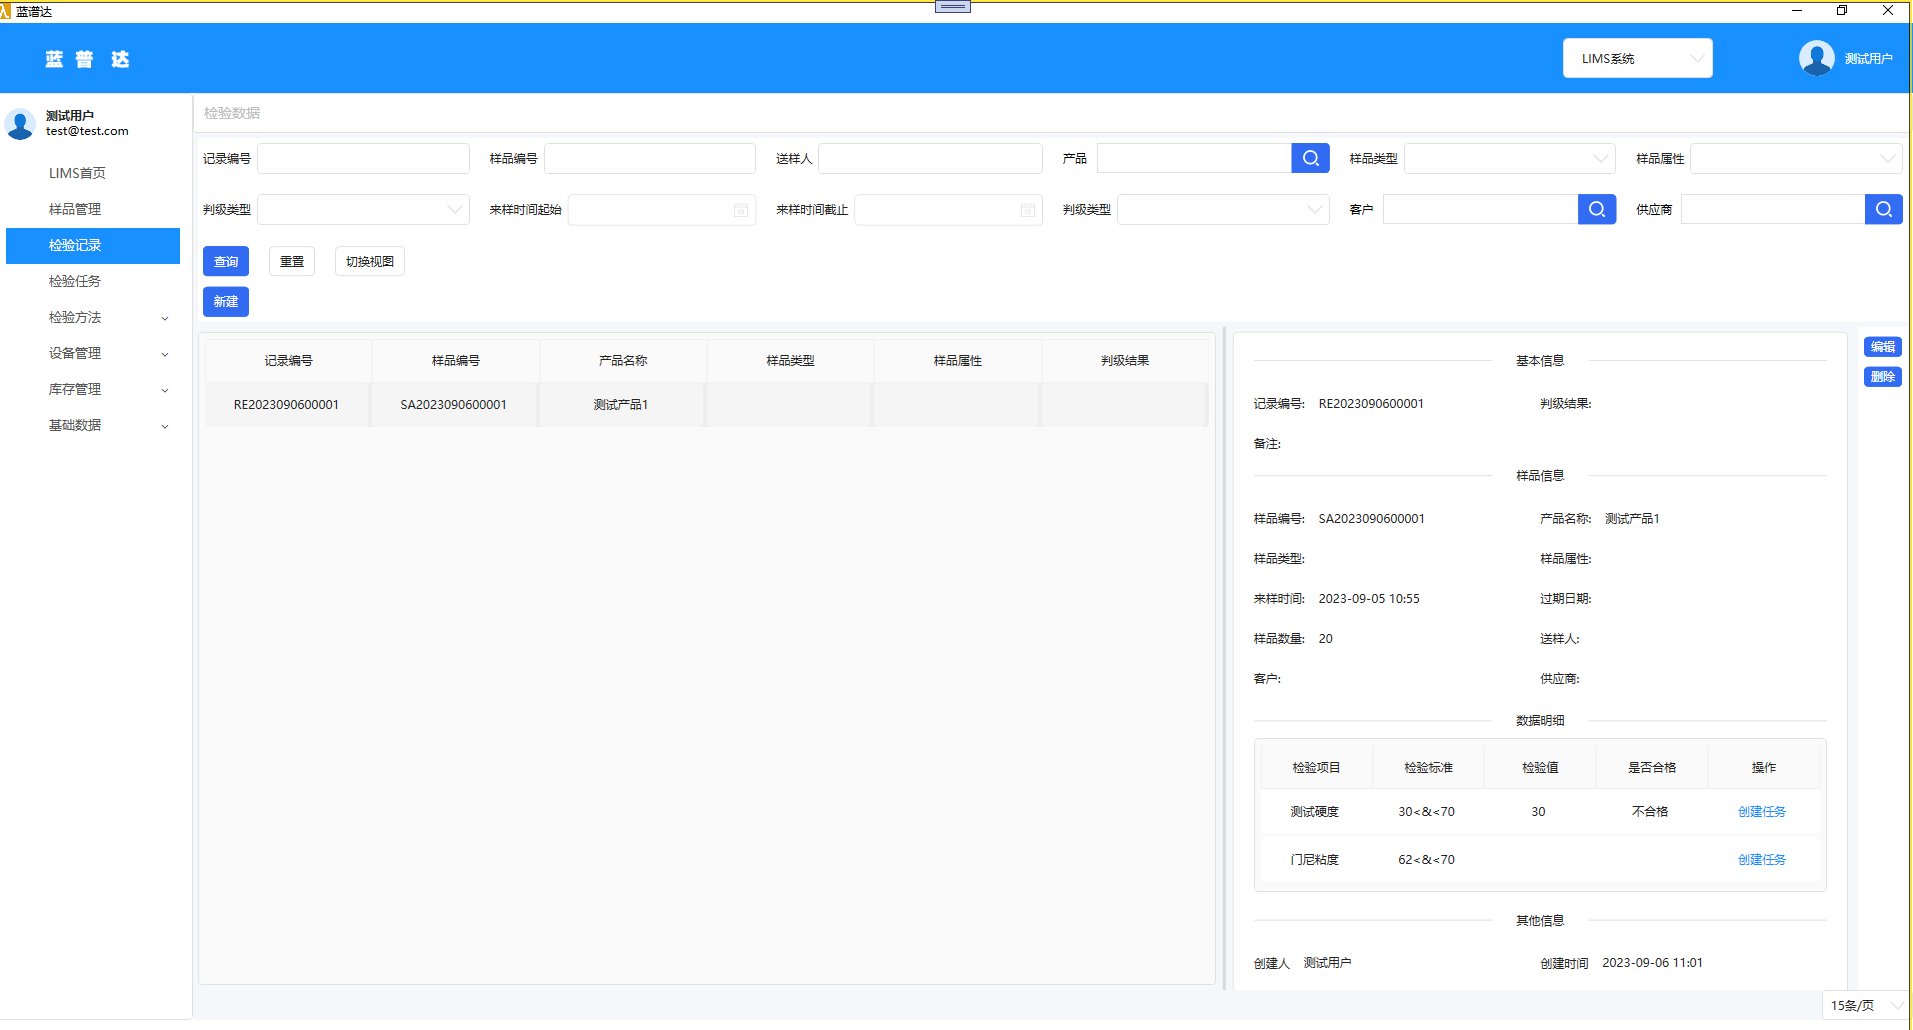 蓝谱达
蓝 普 达
LIMS系统
测试用户
测试用户
test@test.com
LIMS首页
样品管理
检验记录
检验任务
检验方法
设备管理
库存管理
基础数据
检验数据
记录编号
样品编号
送样人
产品
样品类型
样品属性
判级类型
来样时间起始
来样时间截止
判级类型
客户
供应商
查询
重置
切换视图
新建
记录编号 样品编号 产品名称 样品类型 样品属性 判级结果
RE2023090600001 SA2023090600001 测试产品1
基本信息
记录编号: RE2023090600001 判级结果:
备注:
样品信息
样品编号: SA2023090600001 产品名称: 测试产品1
样品类型: 样品属性:
来样时间: 2023-09-05 10:55 过期日期:
样品数量: 20 送样人:
客户: 供应商:
数据明细
检验项目 检验标准 检验值 是否合格 操作
测试硬度 30<&<70 30 不合格 创建任务
门尼粘度 62<&<70 创建任务
其他信息
创建人 测试用户 创建时间 2023-09-06 11:01
编辑
删除
15条/页